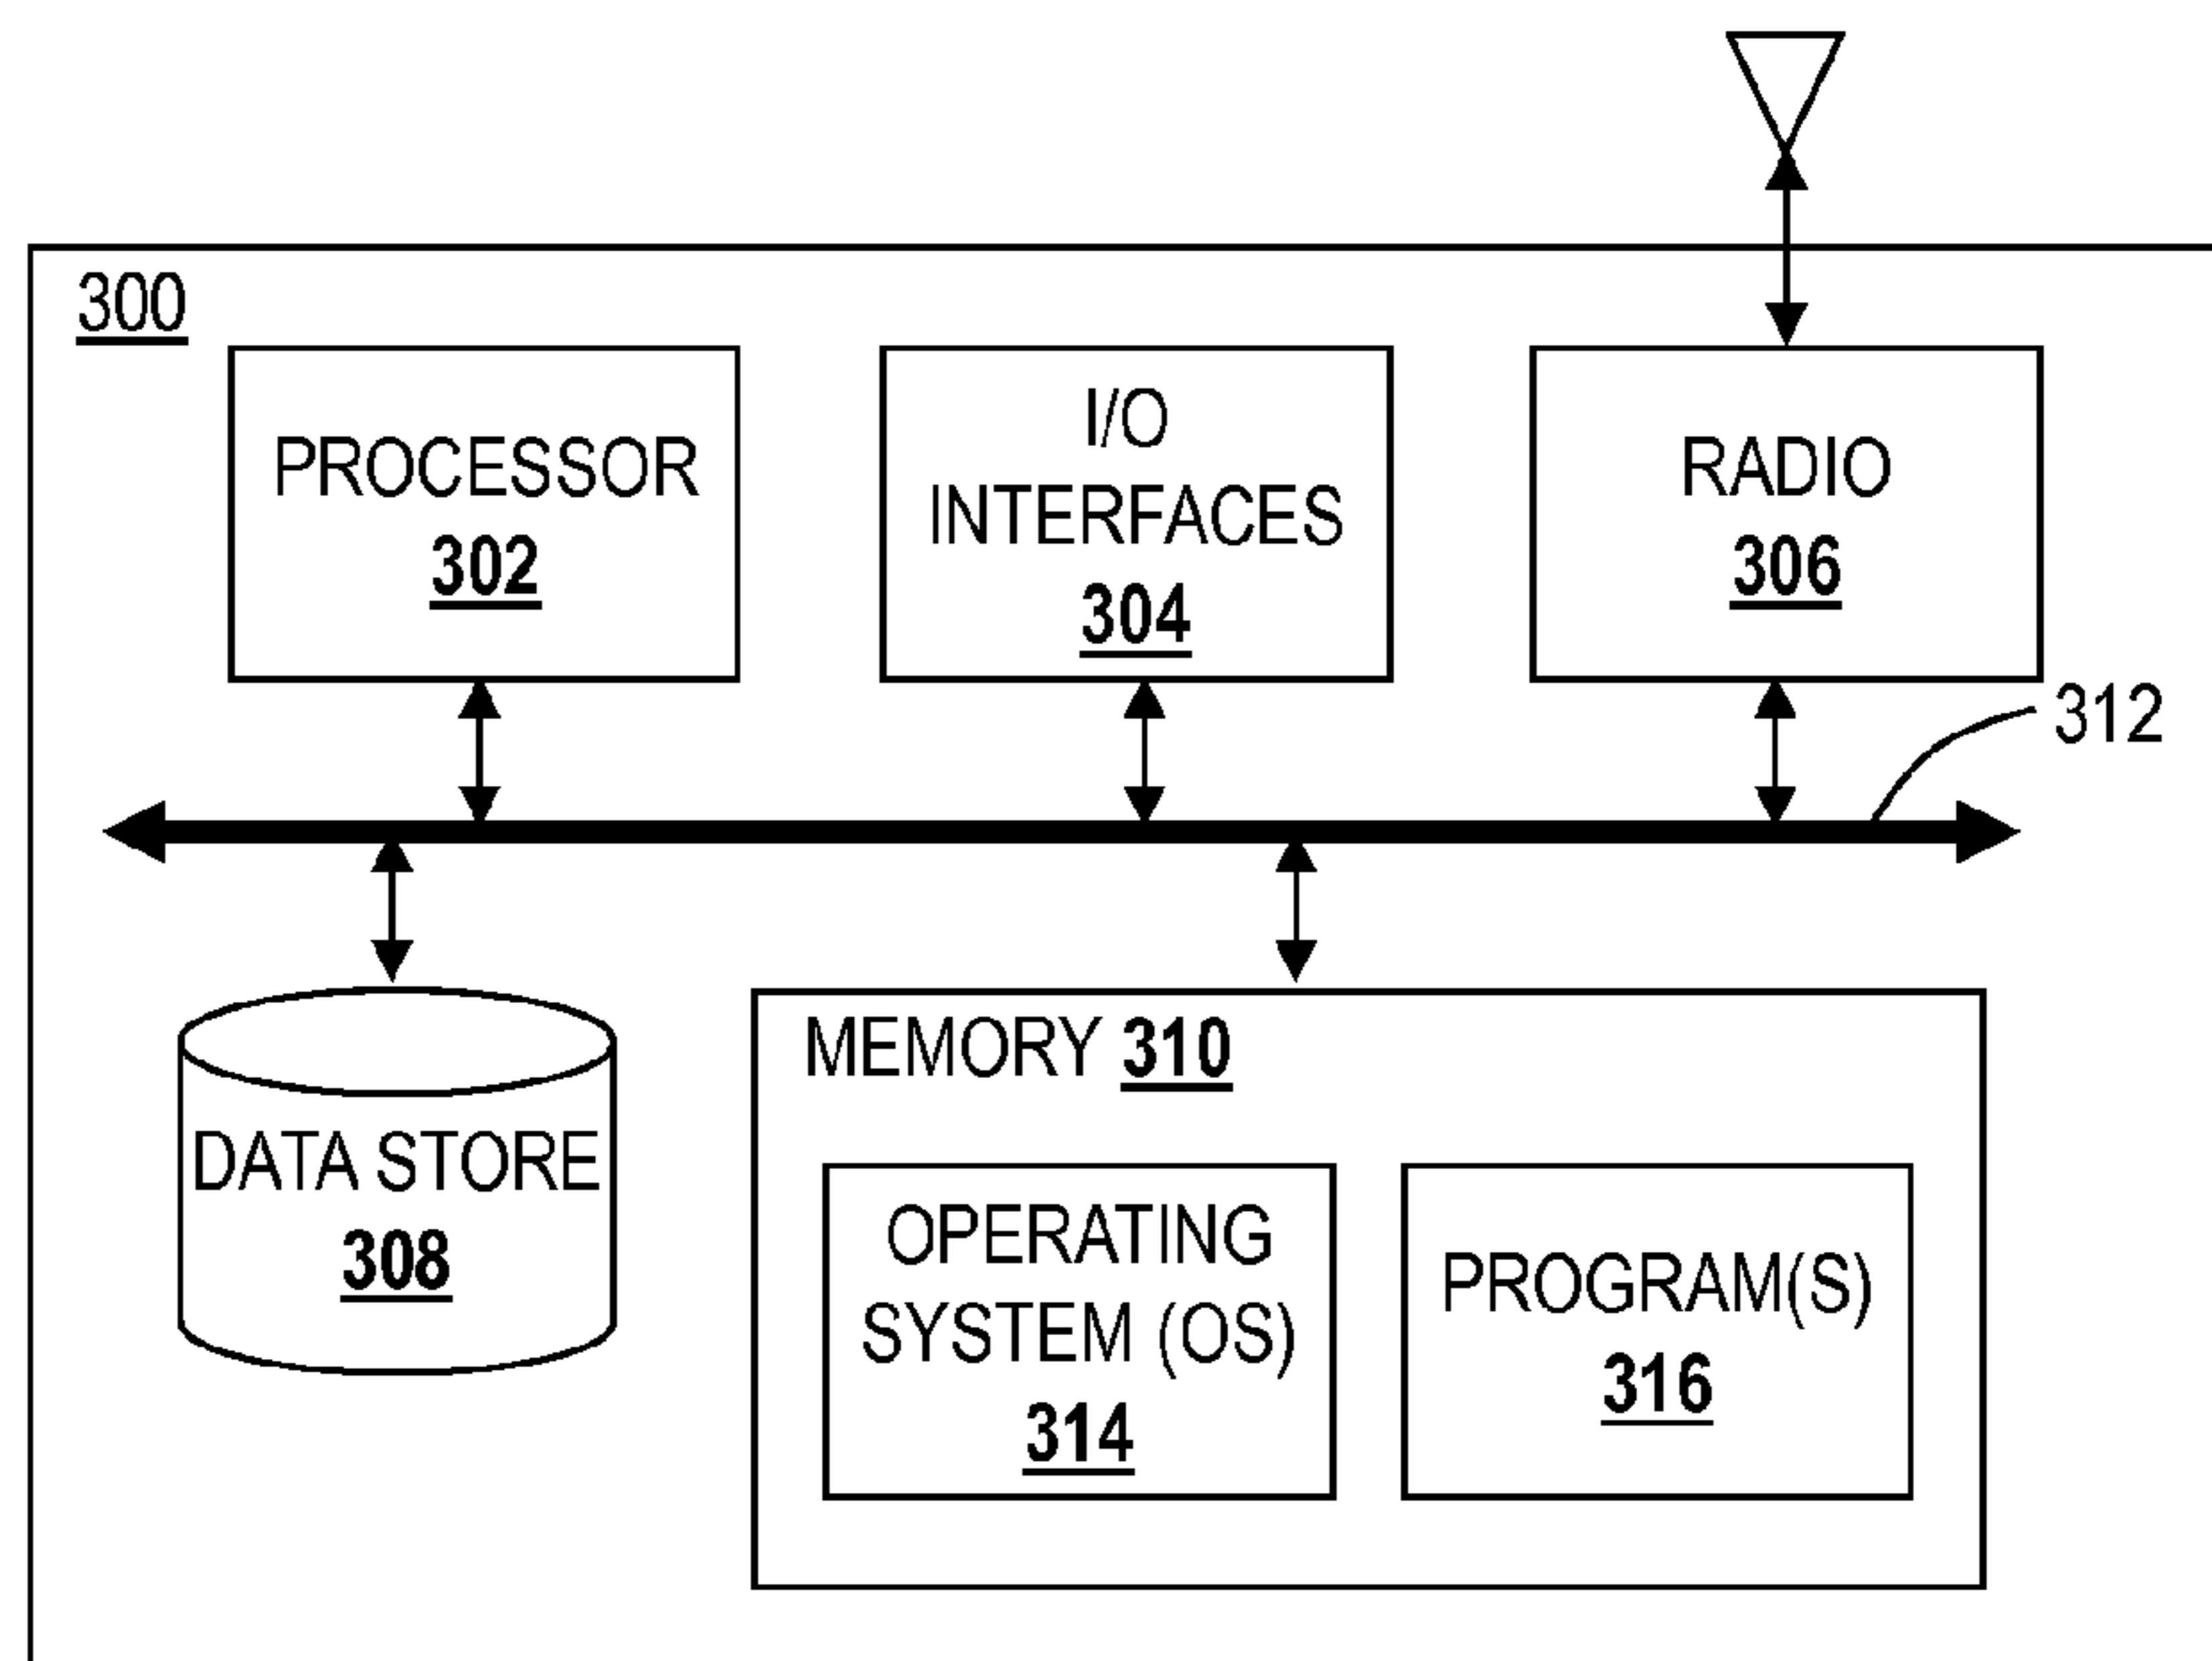 300
PROCESSOR
302
I/O
INTERFACES
304
RADIO
306
312
DATA STORE
308
MEMORY 310
OPERATING
SYSTEM (OS)
314
PROGRAM(S)
316